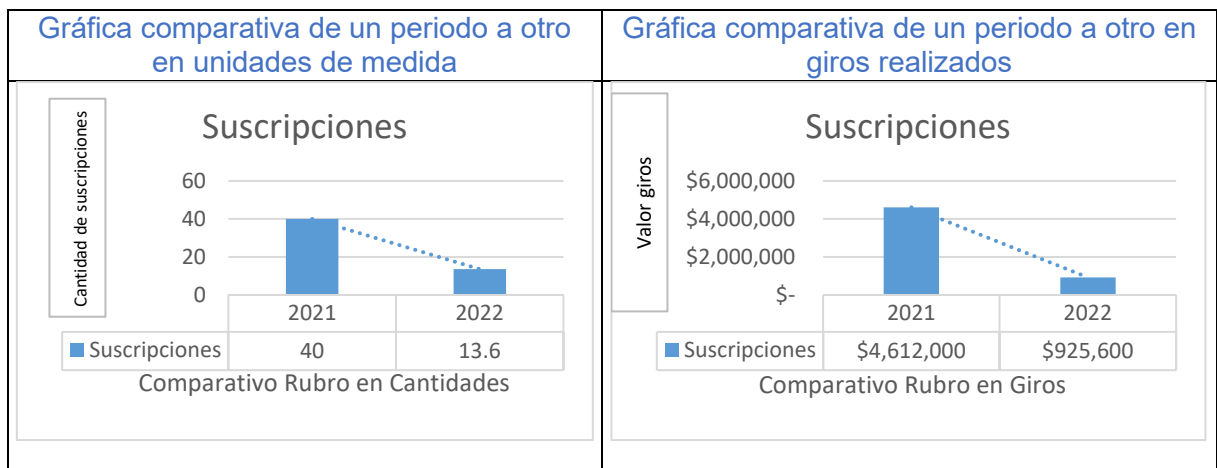 Gráfica comparativa de un periodo a otro
en unidades de medida
Gráfica comparativa de un periodo a otro en
giros realizados
Cantidad de suscripciones
Suscripciones
60
40
20
0
2021 2022
Suscripciones 40 13.6
Comparativo Rubro en Cantidades
Valor giros
Suscripciones
$6,000,000
$4,000,000
$2,000,000
$-
2021 2022
Suscripciones $4,612,000 $925,600
Comparativo Rubro en Giros